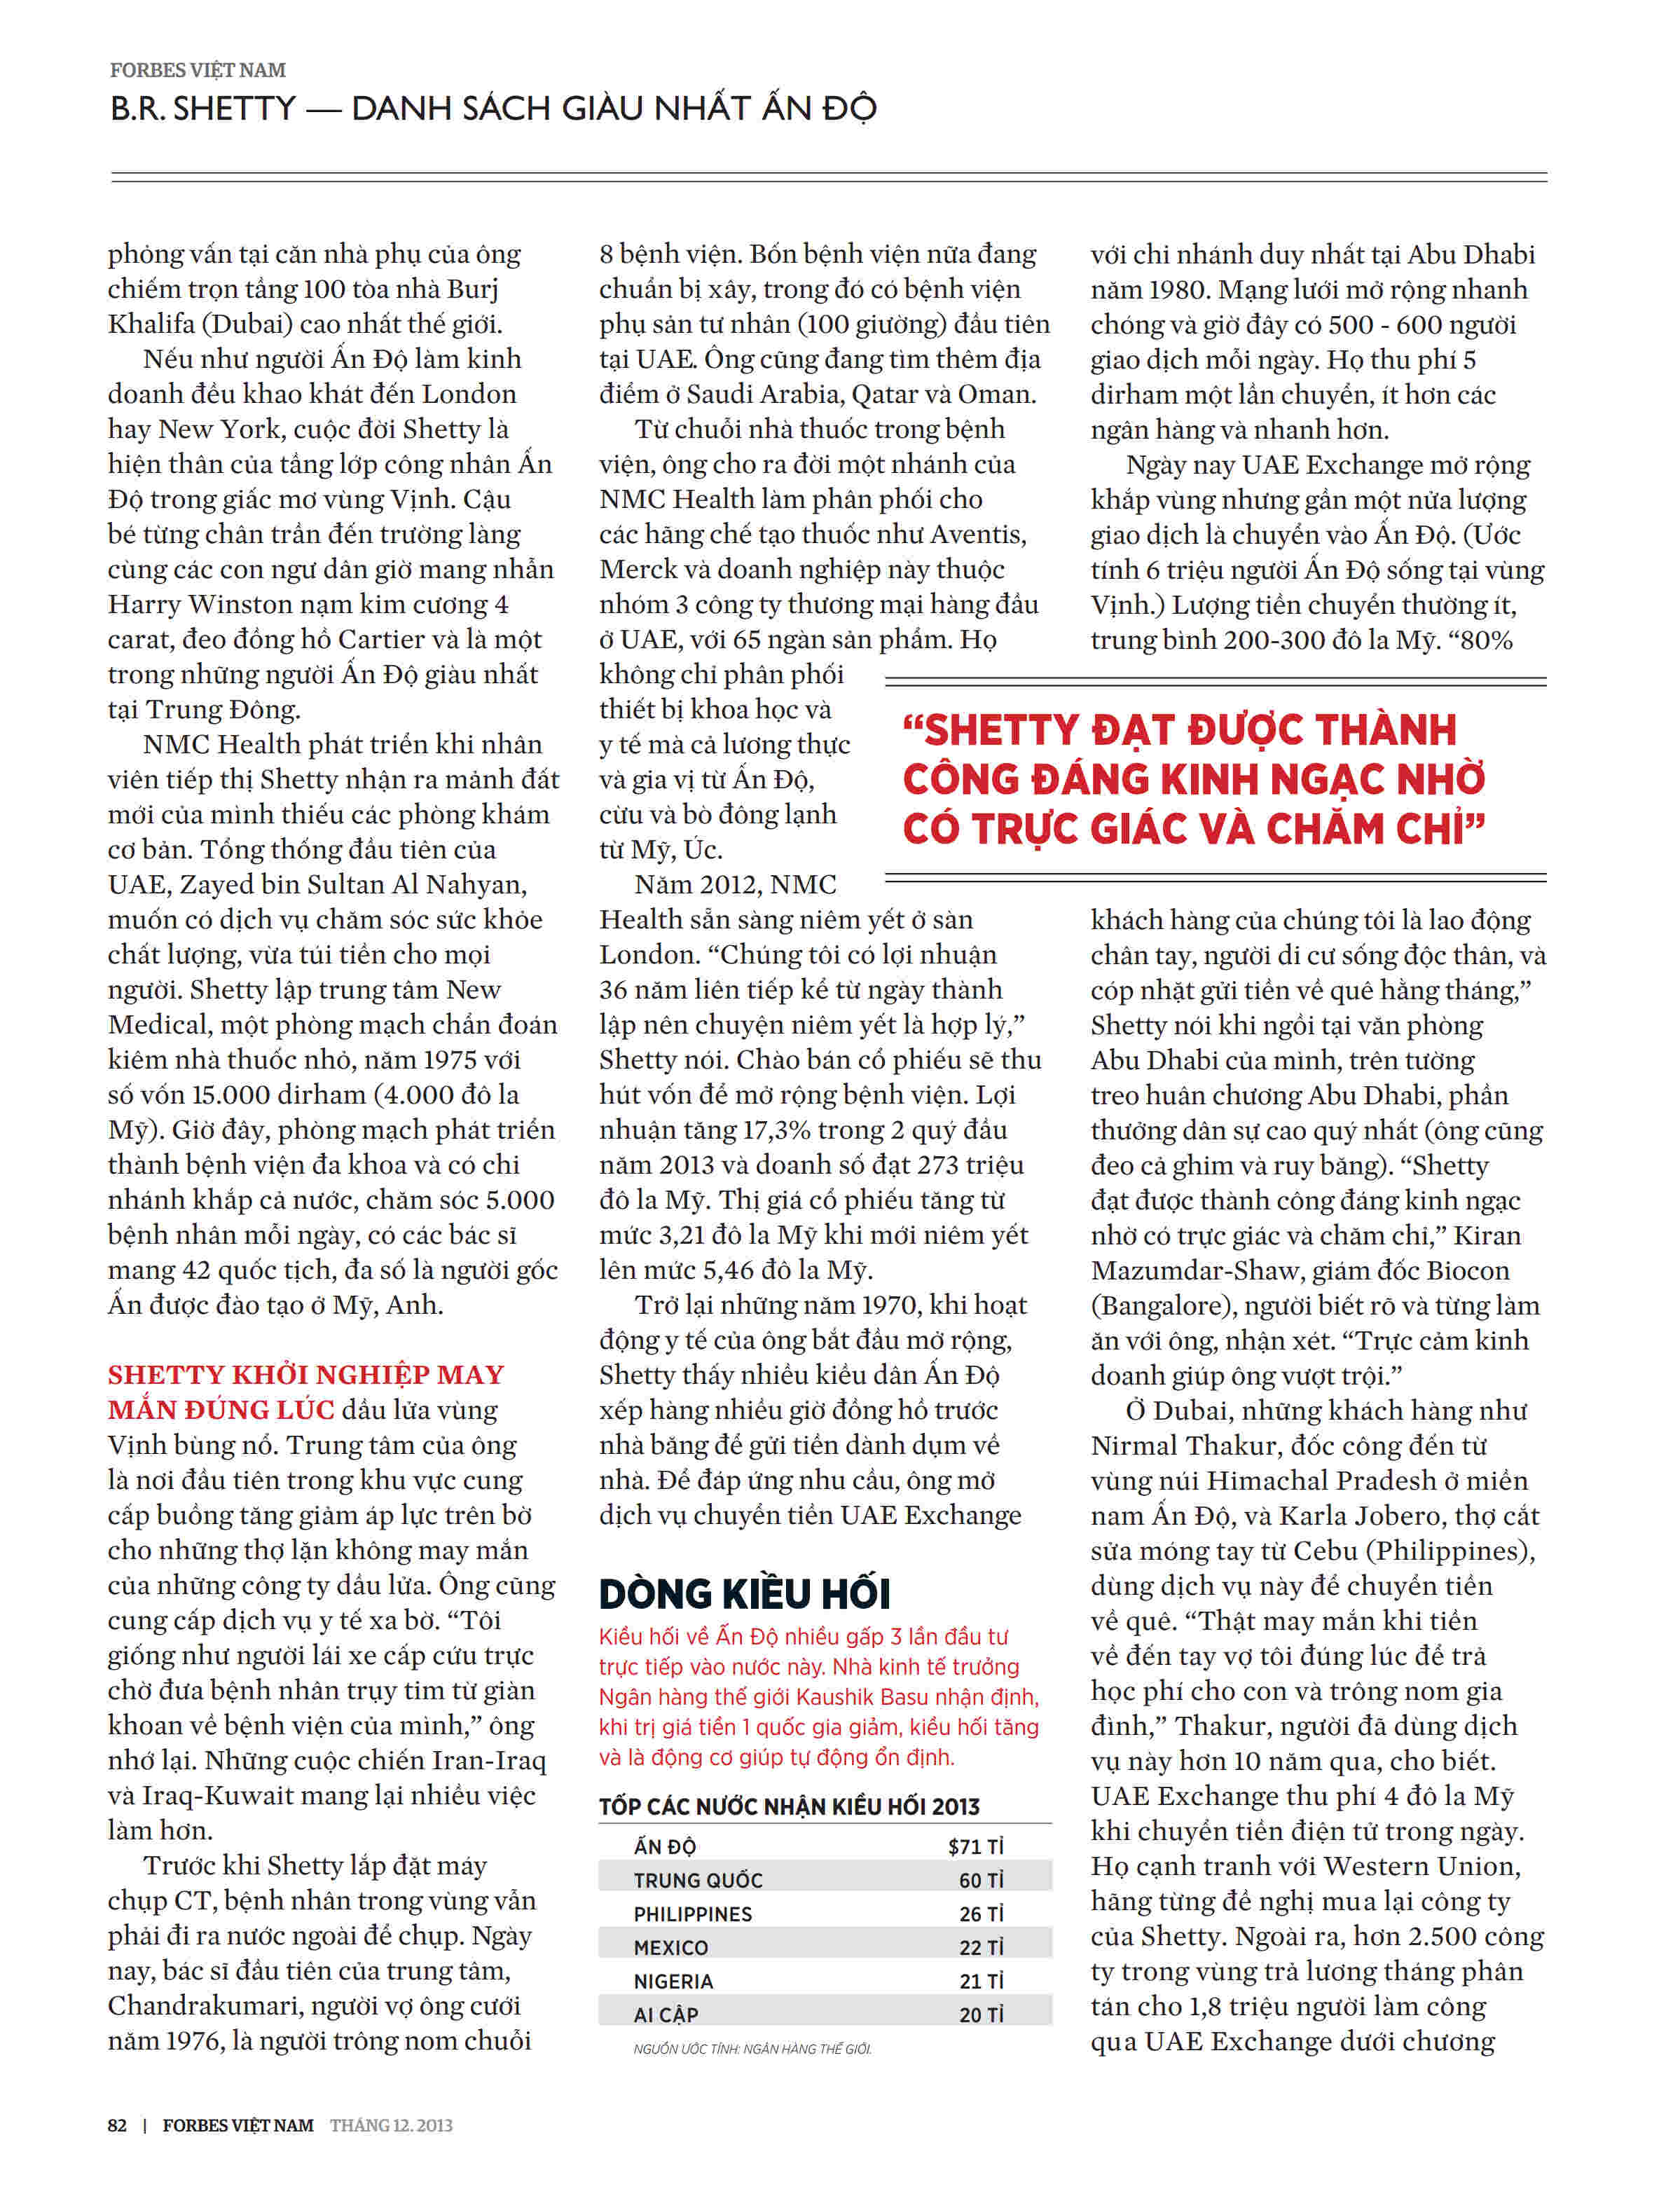 FORBES VIỆT NAM
B.R. SHETTY — DANH SÁCH GIÀU NHẤT ẤN ĐỘ
phỏng vấn tại căn nhà phụ của ông
chiếm trọn tầng 100 tòa nhà Burj
Khalifa (Dubai) cao nhất thế giới.
Nếu như người Ấn Độ làm kinh
doanh đều khao khát đến London
hay New York, cuộc đời Shetty là
hiện thân của tầng lớp công nhân Ấn
Độ trong giấc mơ vùng Vịnh. Cậu
bé từng chân trần đến trường làng
cùng các con ngư dân giờ mang nhẫn
Harry Winston nạm kim cương 4
carat, đeo đồng hồ Cartier và là một
trong những người Ấn Độ giàu nhất
tại Trung Đông.
NMC Health phát triển khi nhân
viên tiếp thị Shetty nhận ra mảnh đất
mới của mình thiếu các phòng khám
cơ bản. Tổng thống đầu tiên của
UAE, Zayed bin Sultan Al Nahyan,
muốn có dịch vụ chăm sóc sức khỏe
chất lượng, vừa túi tiền cho mọi
người. Shetty lập trung tâm New
Medical, một phòng mạch chẩn đoán
kiêm nhà thuốc nhỏ, năm 1975 với
số vốn 15.000 dirham (4.000 đô la
Mỹ). Giờ đây, phòng mạch phát triển
thành bệnh viện đa khoa và có chi
nhánh khắp cả nước, chăm sóc 5.000
bệnh nhân mỗi ngày, có các bác sĩ
mang 42 quốc tịch, đa số là người gốc
Ấn được đào tạo ở Mỹ, Anh.
SHETTY KHỞI NGHIỆP MAY
MẮN ĐÚNG LÚC dầu lửa vùng
Vịnh bùng nổ. Trung tâm của ông
là nơi đầu tiên trong khu vực cung
cấp buồng tăng giảm áp lực trên bờ
cho những thợ lặn không may mắn
của những công ty dầu lửa. Ông cũng
cung cấp dịch vụ y tế xa bờ. “Tôi
giống như người lái xe cấp cứu trực
chờ đưa bệnh nhân trụy tim từ giàn
khoan về bệnh viện của mình,” ông
nhớ lại. Những cuộc chiến Iran-Iraq
và Iraq-Kuwait mang lại nhiều việc
làm hơn.
Trước khi Shetty lắp đặt máy
chụp CT, bệnh nhân trong vùng vẫn
phải đi ra nước ngoài để chụp. Ngày
nay, bác sĩ đầu tiên của trung tâm,
Chandrakumari, người vợ ông cưới
năm 1976, là người trông nom chuỗi
8 bệnh viện. Bốn bệnh viện nữa đang
chuẩn bị xây, trong đó có bệnh viện
phụ sản tư nhân (100 giường) đầu tiên
tại UAE. Ông cũng đang tìm thêm địa
điểm ở Saudi Arabia, Qatar và Oman.
Từ chuỗi nhà thuốc trong bệnh
viện, ông cho ra đời một nhánh của
NMC Health làm phân phối cho
các hãng chế tạo thuốc như Aventis,
Merck và doanh nghiệp này thuộc
nhóm 3 công ty thương mại hàng đầu
ở UAE, với 65 ngàn sản phẩm. Họ
không chỉ phân phối
thiết bị khoa học và
y tế mà cả lương thực
và gia vị từ Ấn Độ,
cừu và bò đông lạnh
từ Mỹ, Úc.
Năm 2012, NMC
Health sẵn sàng niêm yết ở sàn
London. “Chúng tôi có lợi nhuận
36 năm liên tiếp kể từ ngày thành
lập nên chuyện niêm yết là hợp lý,”
Shetty nói. Chào bán cổ phiếu sẽ thu
hút vốn để mở rộng bệnh viện. Lợi
nhuận tăng 17,3% trong 2 quý đầu
năm 2013 và doanh số đạt 273 triệu
đô la Mỹ. Thị giá cổ phiếu tăng từ
mức 3,21 đô la Mỹ khi mới niêm yết
lên mức 5,46 đô la Mỹ.
Trở lại những năm 1970, khi hoạt
động y tế của ông bắt đầu mở rộng,
Shetty thấy nhiều kiều dân Ấn Độ
xếp hàng nhiều giờ đồng hồ trước
nhà băng để gửi tiền dành dụm về
nhà. Để đáp ứng nhu cầu, ông mở
dịch vụ chuyển tiền UAE Exchange
DÒNG KIỀU HỐI
Kiều hối về Ấn Độ nhiều gấp 3 lần đầu tư
trực tiếp vào nước này. Nhà kinh tế trưởng
Ngân hàng thế giới Kaushik Basu nhận định,
khi trị giá tiền 1 quốc gia giảm, kiều hối tăng
và là động cơ giúp tự động ổn định.
TỐP CÁC NƯỚC NHẬN KIỀU HỐI 2013
ẤN ĐỘ $71 TỈ
TRUNG QUỐC 60 TỈ
PHILIPPINES 26 TỈ
MEXICO 22 TỈ
NIGERIA 21 TỈ
AI CẬP 20 TỈ
NGUỒN ƯỚC TÍNH: NGÂN HÀNG THẾ GIỚI.
với chi nhánh duy nhất tại Abu Dhabi
năm 1980. Mạng lưới mở rộng nhanh
chóng và giờ đây có 500 - 600 người
giao dịch mỗi ngày. Họ thu phí 5
dirham một lần chuyển, ít hơn các
ngân hàng và nhanh hơn.
Ngày nay UAE Exchange mở rộng
khắp vùng nhưng gần một nửa lượng
giao dịch là chuyển vào Ấn Độ. (Ước
tính 6 triệu người Ấn Độ sống tại vùng
Vịnh.) Lượng tiền chuyển thường ít,
trung bình 200-300 đô la Mỹ. “80%
“SHETTY ĐẠT ĐƯỢC THÀNH
CÔNG ĐÁNG KINH NGẠC NHỜ
CÓ TRỰC GIÁC VÀ CHĂM CHỈ”
khách hàng của chúng tôi là lao động
chân tay, người di cư sống độc thân, và
cóp nhặt gửi tiền về quê hằng tháng,”
Shetty nói khi ngồi tại văn phòng
Abu Dhabi của mình, trên tường
treo huân chương Abu Dhabi, phần
thưởng dân sự cao quý nhất (ông cũng
đeo cả ghim và ruy băng). “Shetty
đạt được thành công đáng kinh ngạc
nhờ có trực giác và chăm chỉ,” Kiran
Mazumdar-Shaw, giám đốc Biocon
(Bangalore), người biết rõ và từng làm
ăn với ông, nhận xét. “Trực cảm kinh
doanh giúp ông vượt trội.”
Ở Dubai, những khách hàng như
Nirmal Thakur, đốc công đến từ
vùng núi Himachal Pradesh ở miền
nam Ấn Độ, và Karla Jobero, thợ cắt
sửa móng tay từ Cebu (Philippines),
dùng dịch vụ này để chuyển tiền
về quê. “Thật may mắn khi tiền
về đến tay vợ tôi đúng lúc để trả
học phí cho con và trông nom gia
đình,” Thakur, người đã dùng dịch
vụ này hơn 10 năm qua, cho biết.
UAE Exchange thu phí 4 đô la Mỹ
khi chuyển tiền điện tử trong ngày.
Họ cạnh tranh với Western Union,
hãng từng đề nghị mua lại công ty
của Shetty. Ngoài ra, hơn 2.500 công
ty trong vùng trả lương tháng phân
tán cho 1,8 triệu người làm công
qua UAE Exchange dưới chương
82 | FORBES VIỆT NAM THÁNG 12. 2013